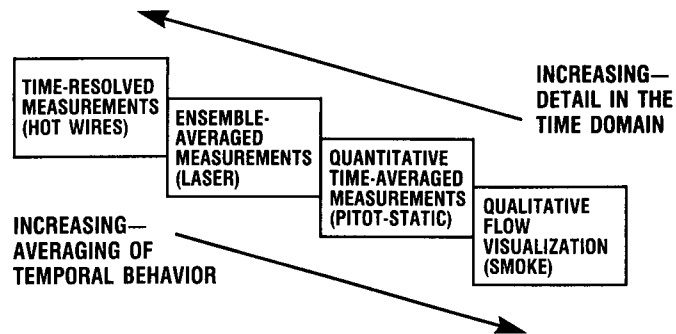 TIME-RESOLVED
MEASUREMENTS
(HOT WIRES)
ENSEMBLE-
AVERAGED
MEASUREMENTS
(LASER)
QUANTITATIVE
TIME-AVERAGED
MEASUREMENTS
(PITOT-STATIC)
QUALITATIVE
FLOW
VISUALIZATION
(SMOKE)
INCREASING—
DETAIL IN THE
TIME DOMAIN
INCREASING—
AVERAGING OF
TEMPORAL BEHAVIOR